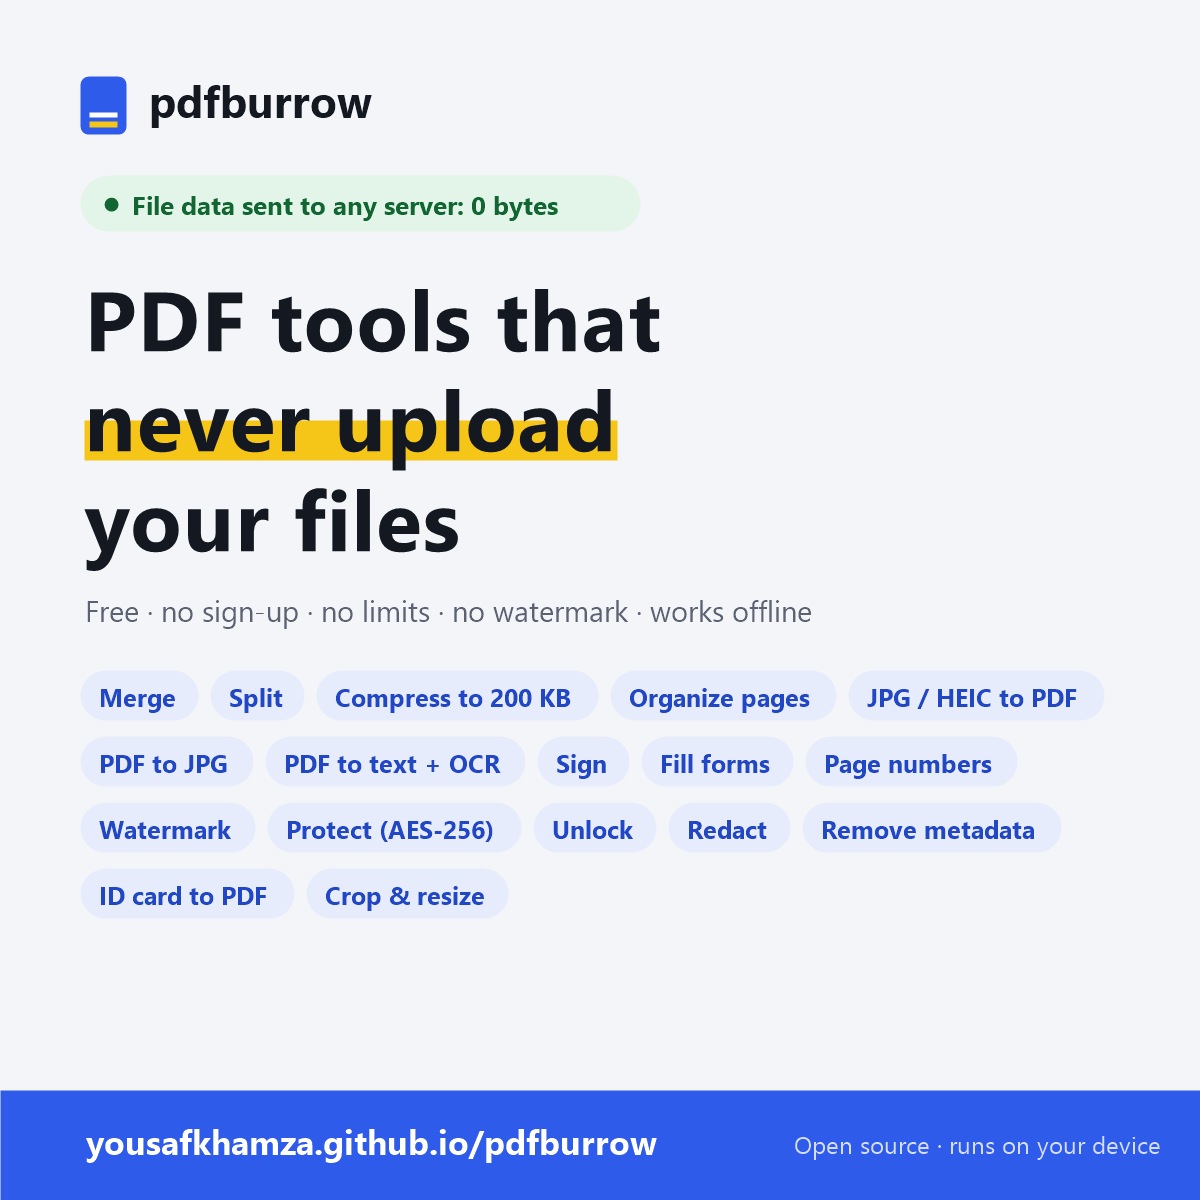 pdfburrow
File data sent to any server: 0 bytes
PDF tools that
never upload
your files
Free · no sign-up · no limits · no watermark · works offline
Merge Split Compress to 200 KB Organize pages JPG / HEIC to PDF
PDF to JPG PDF to text + OCR Sign Fill forms Page numbers
Watermark Protect (AES-256) Unlock Redact Remove metadata
ID card to PDF Crop & resize
yousafkhamza.github.io/pdfburrow Open source · runs on your device